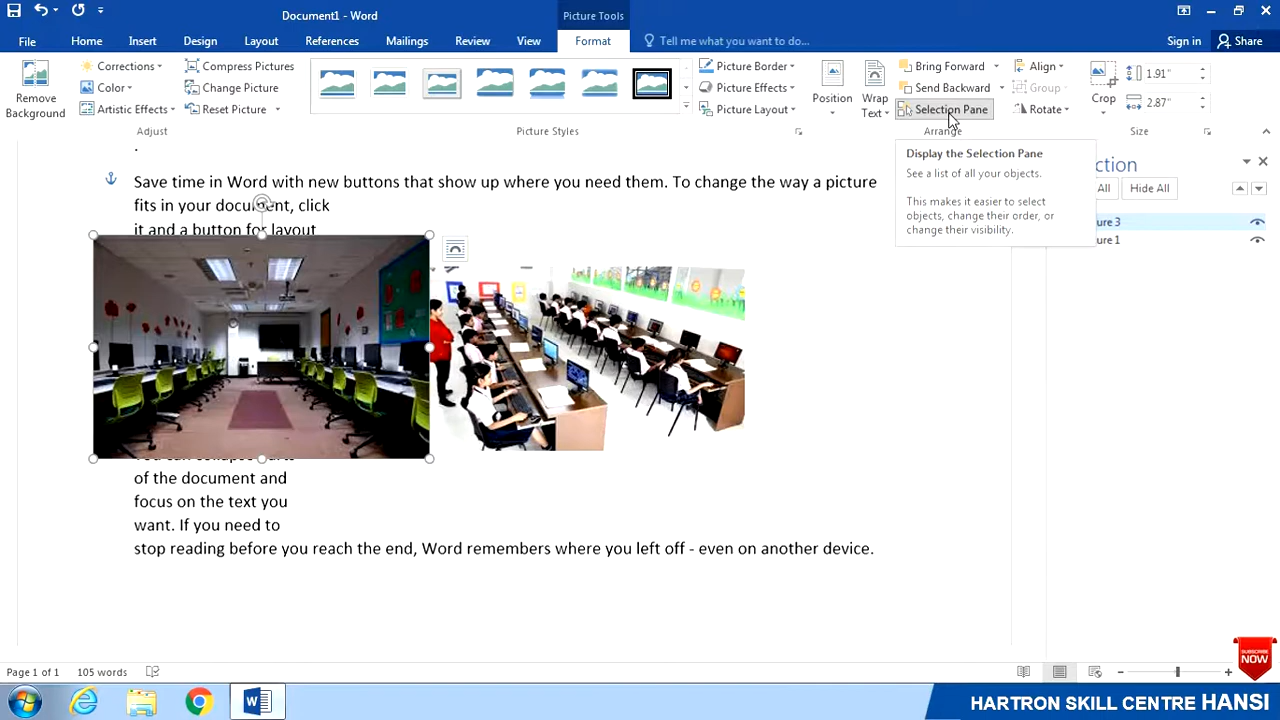 Document1 - Word
Picture Tools
File Home Insert Design Layout References Mailings Review View Format Tell me what you want to do... Sign in Share
Remove Background
Corrections
Color
Artistic Effects
Compress Pictures
Change Picture
Reset Picture
Adjust
Picture Styles
Picture Border
Picture Effects
Picture Layout
Position
Wrap Text
Bring Forward
Send Backward
Selection Pane
Align
Group
Rotate
Arrange
Crop
1.91"
2.87"
Size
Display the Selection Pane
See a list of all your objects.
This makes it easier to select
objects, change their order, or
change their visibility.
ction
All Hide All
ure 3
ure 1
.
Save time in Word with new buttons that show up where you need them. To change the way a picture
fits in your document, click
it and a button for layout
of the document and
focus on the text you
want. If you need to
stop reading before you reach the end, Word remembers where you left off - even on another device.
Page 1 of 1 105 words
SUBSCRIBE
NOW
HARTRON SKILL CENTRE HANSI